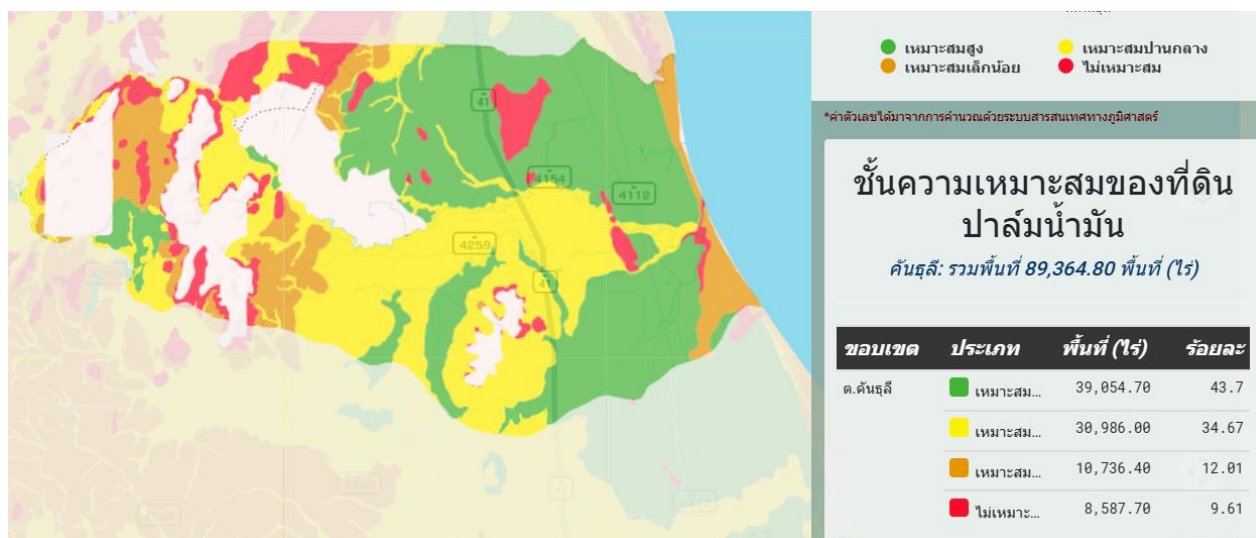 เหมาะสมสูง
เหมาะสมปานกลาง
เหมาะสมเล็กน้อย
ไม่เหมาะสม
*ค่าตัวเลขได้มาจากการคำนวณด้วยระบบสารสนเทศทางภูมิศาสตร์
ชั้นความเหมาะสมของที่ดิน
ปาล์มน้ำมัน
คันธุลี: รวมพื้นที่ 89,364.80 พื้นที่ (ไร่)
ขอบเขต ประเภท พื้นที่ (ไร่) ร้อยละ
ต.คันธุลี เหมาะสม... 39,054.70 43.7
เหมาะสม... 30,986.00 34.67
เหมาะสม... 10,736.40 12.01
ไม่เหมาะ... 8,587.70 9.61
41
4154
4112
4259
41
41